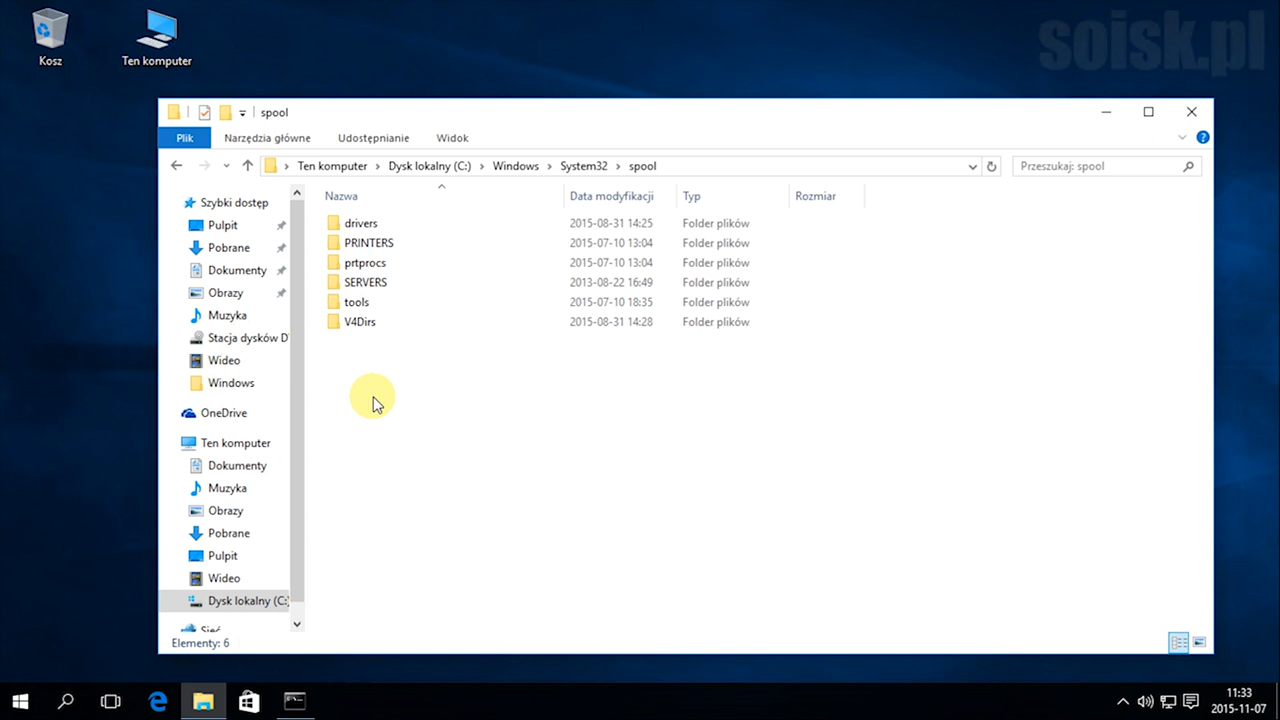 soisk.pl
Kosz
Ten komputer
spool
Plik Narzędzia główne Udostępnianie Widok
Ten komputer Dysk lokalny (C:) Windows System32 spool
Przeszukaj: spool
Nazwa Data modyfikacji Typ Rozmiar
drivers 2015-08-31 14:25 Folder plików
PRINTERS 2015-07-10 13:04 Folder plików
prtprocs 2015-07-10 13:04 Folder plików
SERVERS 2013-08-22 16:49 Folder plików
tools 2015-07-10 18:35 Folder plików
V4Dirs 2015-08-31 14:28 Folder plików
Szybki dostęp
Pulpit
Pobrane
Dokumenty
Obrazy
Muzyka
Stacja dysków D
Wideo
Windows
OneDrive
Ten komputer
Dokumenty
Muzyka
Obrazy
Pobrane
Pulpit
Wideo
Dysk lokalny (C:
Sieć
Elementy: 6
11:33
2015-11-07